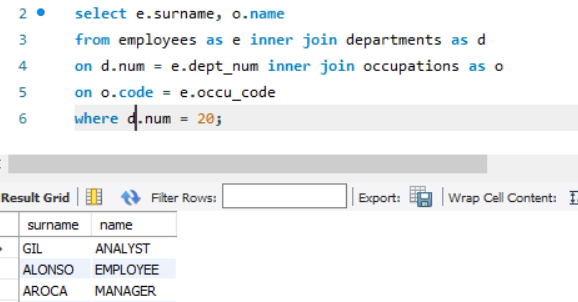 2 select e.surname, o.name
3 from employees as e inner join departments as d
4 on d.num = e.dept_num inner join occupations as o
5 on o.code = e.occu_code
6 where d.num = 20;
Result Grid Filter Rows: Export: Wrap Cell Content:
surname name
GIL ANALYST
ALONSO EMPLOYEE
AROCA MANAGER